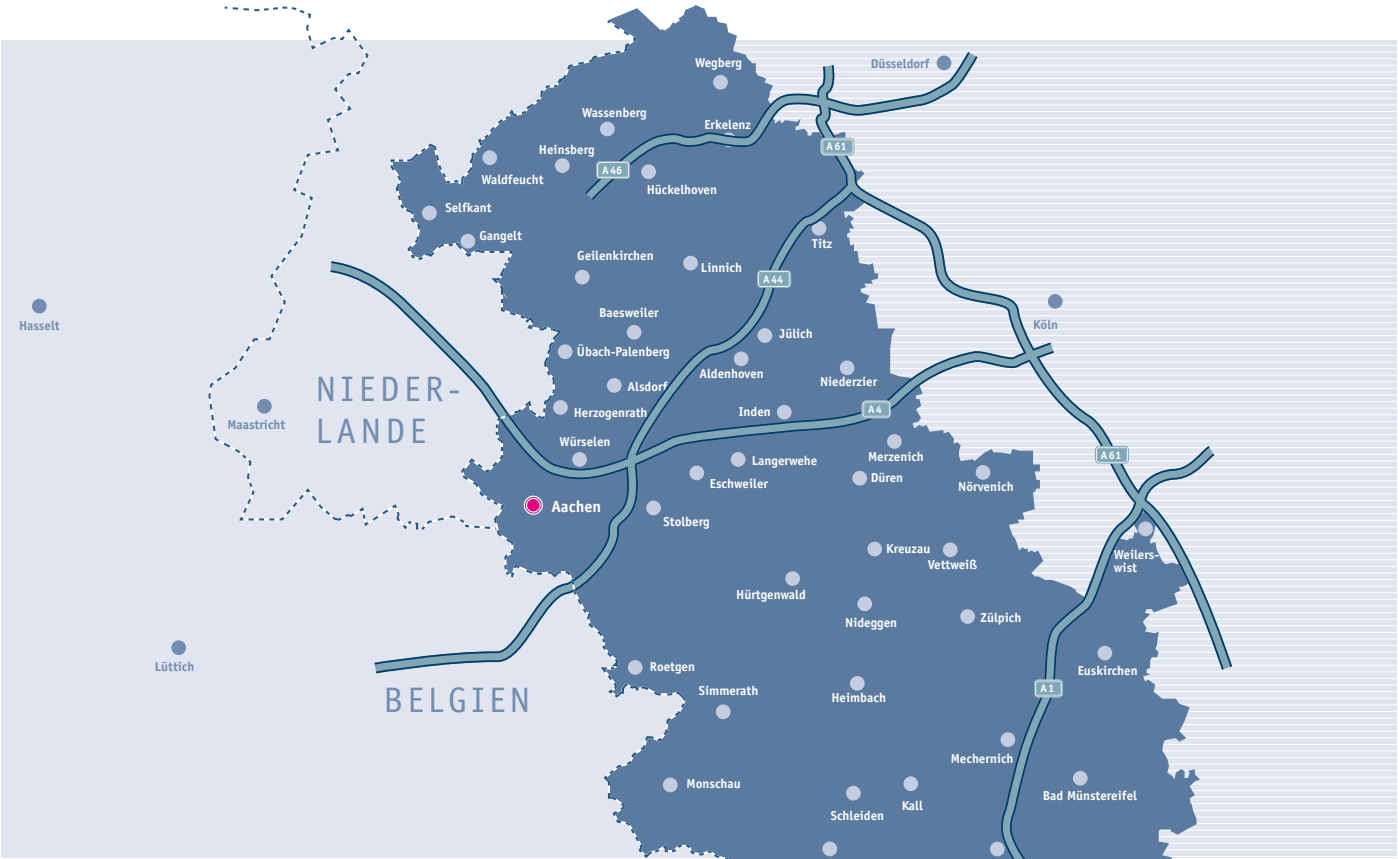 Wegberg
Düsseldorf
Wassenberg
Erkelenz
A61
Heinsberg
A46
Waldfeucht
Hückelhoven
Selfkant
Gangelt
Titz
Geilenkirchen
Linnich
A44
Baesweiler
Hasselt
Köln
Jülich
Übach-Palenberg
Aldenhoven
Niederzier
Alsdorf
NIEDER-
LANDE
Herzogenrath
Inden
A4
Maastricht
Würselen
Merzenich
A61
Langerwehe
Eschweiler
Düren
Nörvenich
Aachen
Stolberg
Kreuzau
Vettweiß
Weilers-
wist
Hürtgenwald
Nideggen
Zülpich
Lüttich
Roetgen
Euskirchen
Simmerath
A1
BELGIEN
Heimbach
Mechernich
Monschau
Bad Münstereifel
Kall
Schleiden